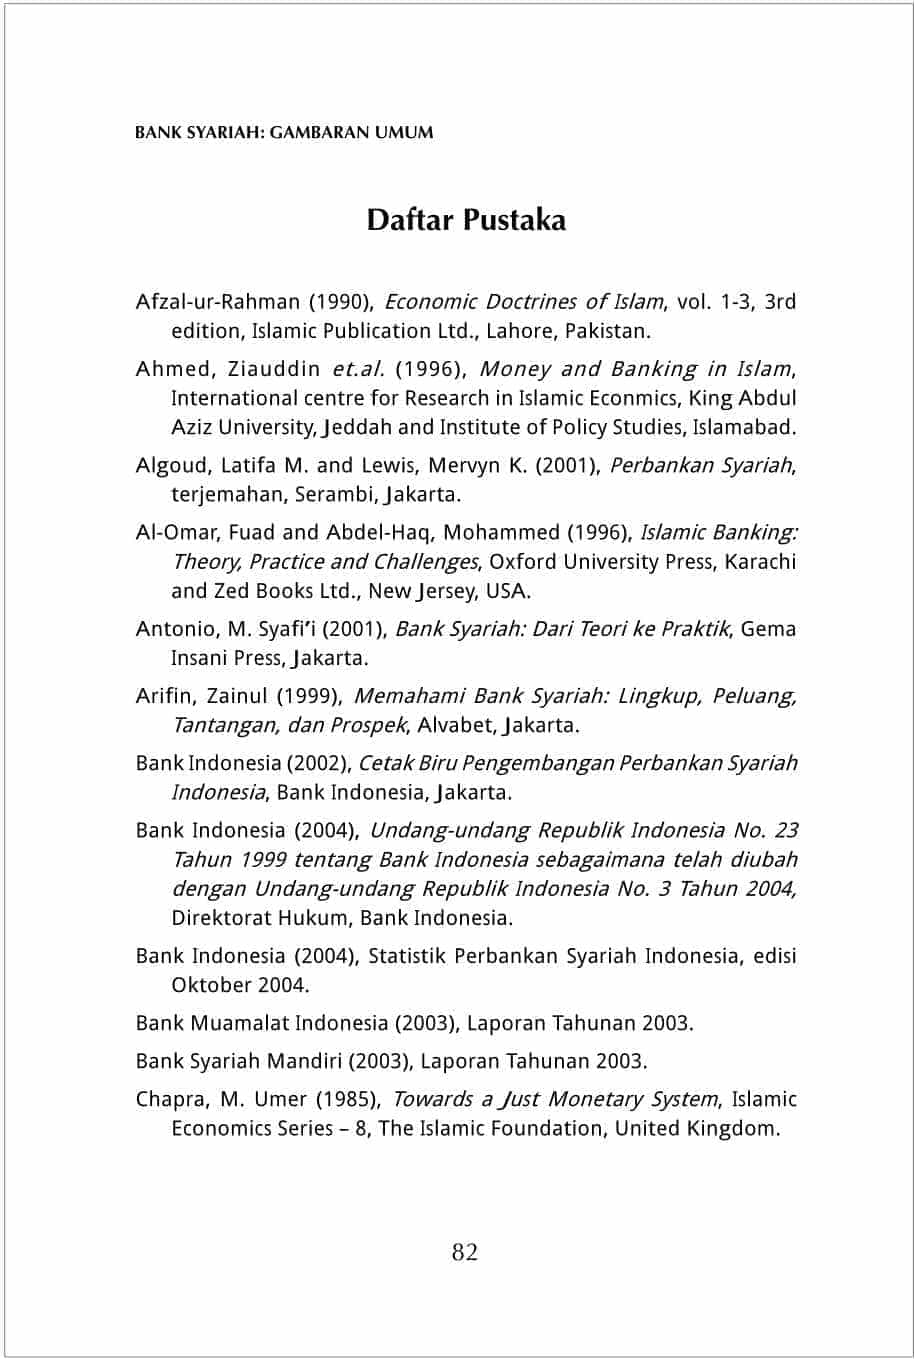 BANK SYARIAH: GAMBARAN UMUM
Daftar Pustaka
Afzal-ur-Rahman (1990), Economic Doctrines of Islam, vol. 1-3, 3rd
edition, Islamic Publication Ltd., Lahore, Pakistan.
Ahmed, Ziauddin et.al. (1996), Money and Banking in Islam,
International centre for Research in Islamic Econmics, King Abdul
Aziz University, Jeddah and Institute of Policy Studies, Islamabad.
Algoud, Latifa M. and Lewis, Mervyn K. (2001), Perbankan Syariah,
terjemahan, Serambi, Jakarta.
Al-Omar, Fuad and Abdel-Haq, Mohammed (1996), Islamic Banking:
Theory, Practice and Challenges, Oxford University Press, Karachi
and Zed Books Ltd., New Jersey, USA.
Antonio, M. Syafi’i (2001), Bank Syariah: Dari Teori ke Praktik, Gema
Insani Press, Jakarta.
Arifin, Zainul (1999), Memahami Bank Syariah: Lingkup, Peluang,
Tantangan, dan Prospek, Alvabet, Jakarta.
Bank Indonesia (2002), Cetak Biru Pengembangan Perbankan Syariah
Indonesia, Bank Indonesia, Jakarta.
Bank Indonesia (2004), Undang-undang Republik Indonesia No. 23
Tahun 1999 tentang Bank Indonesia sebagaimana telah diubah
dengan Undang-undang Republik Indonesia No. 3 Tahun 2004,
Direktorat Hukum, Bank Indonesia.
Bank Indonesia (2004), Statistik Perbankan Syariah Indonesia, edisi
Oktober 2004.
Bank Muamalat Indonesia (2003), Laporan Tahunan 2003.
Bank Syariah Mandiri (2003), Laporan Tahunan 2003.
Chapra, M. Umer (1985), Towards a Just Monetary System, Islamic
Economics Series – 8, The Islamic Foundation, United Kingdom.
82